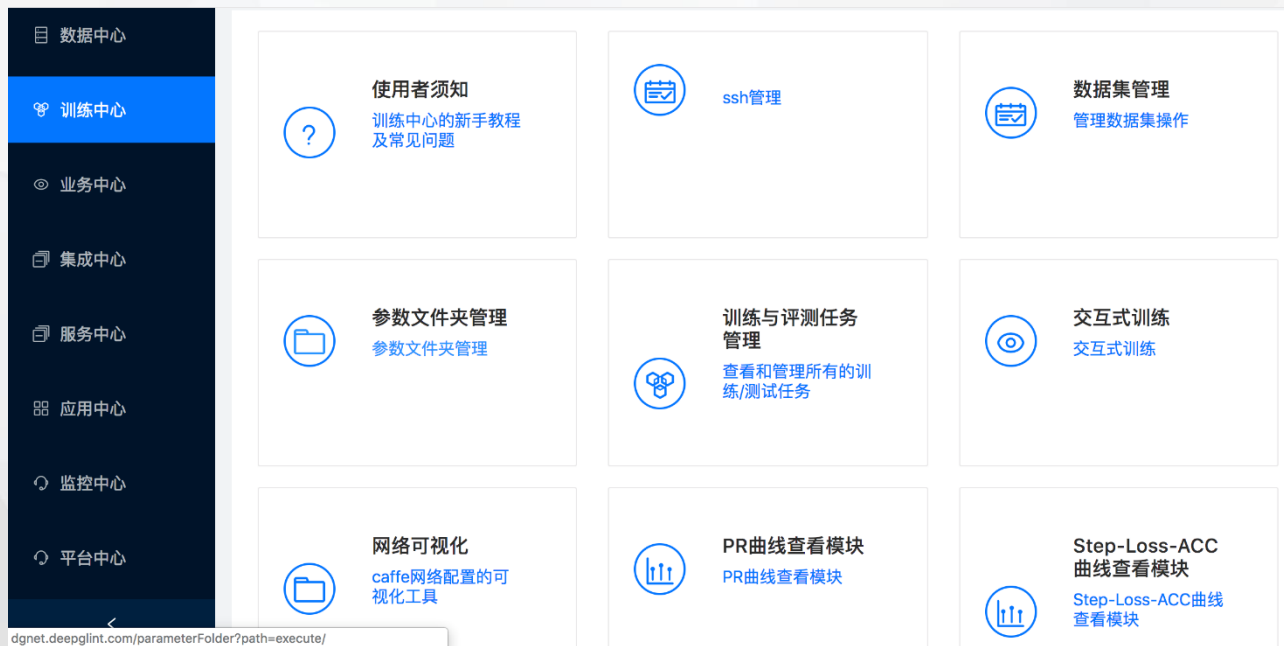 数据中心
训练中心
业务中心
集成中心
服务中心
应用中心
监控中心
平台中心
使用者须知
训练中心的新手教程
及常见问题
ssh管理
数据集管理
管理数据集操作
参数文件夹管理
参数文件夹管理
训练与评测任务
管理
查看和管理所有的训
练/测试任务
交互式训练
交互式训练
网络可视化
caffe网络配置的可
视化工具
PR曲线查看模块
PR曲线查看模块
Step-Loss-ACC
曲线查看模块
Step-Loss-ACC曲线
查看模块
dgnet.deepglint.com/parameterFolder?path=execute/